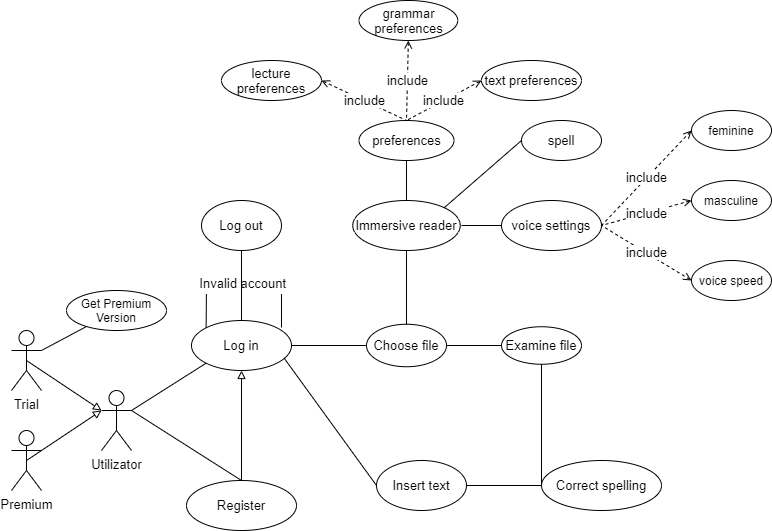 grammar
preferences
lecture
preferences
include
text preferences
include
include
preferences
spell
feminine
include
masculine
Log out
Immersive reader
voice settings
include
include
voice speed
Invalid account
Get Premium
Version
Log in
Choose file
Examine file
Trial
Utilizator
Premium
Register
Insert text
Correct spelling